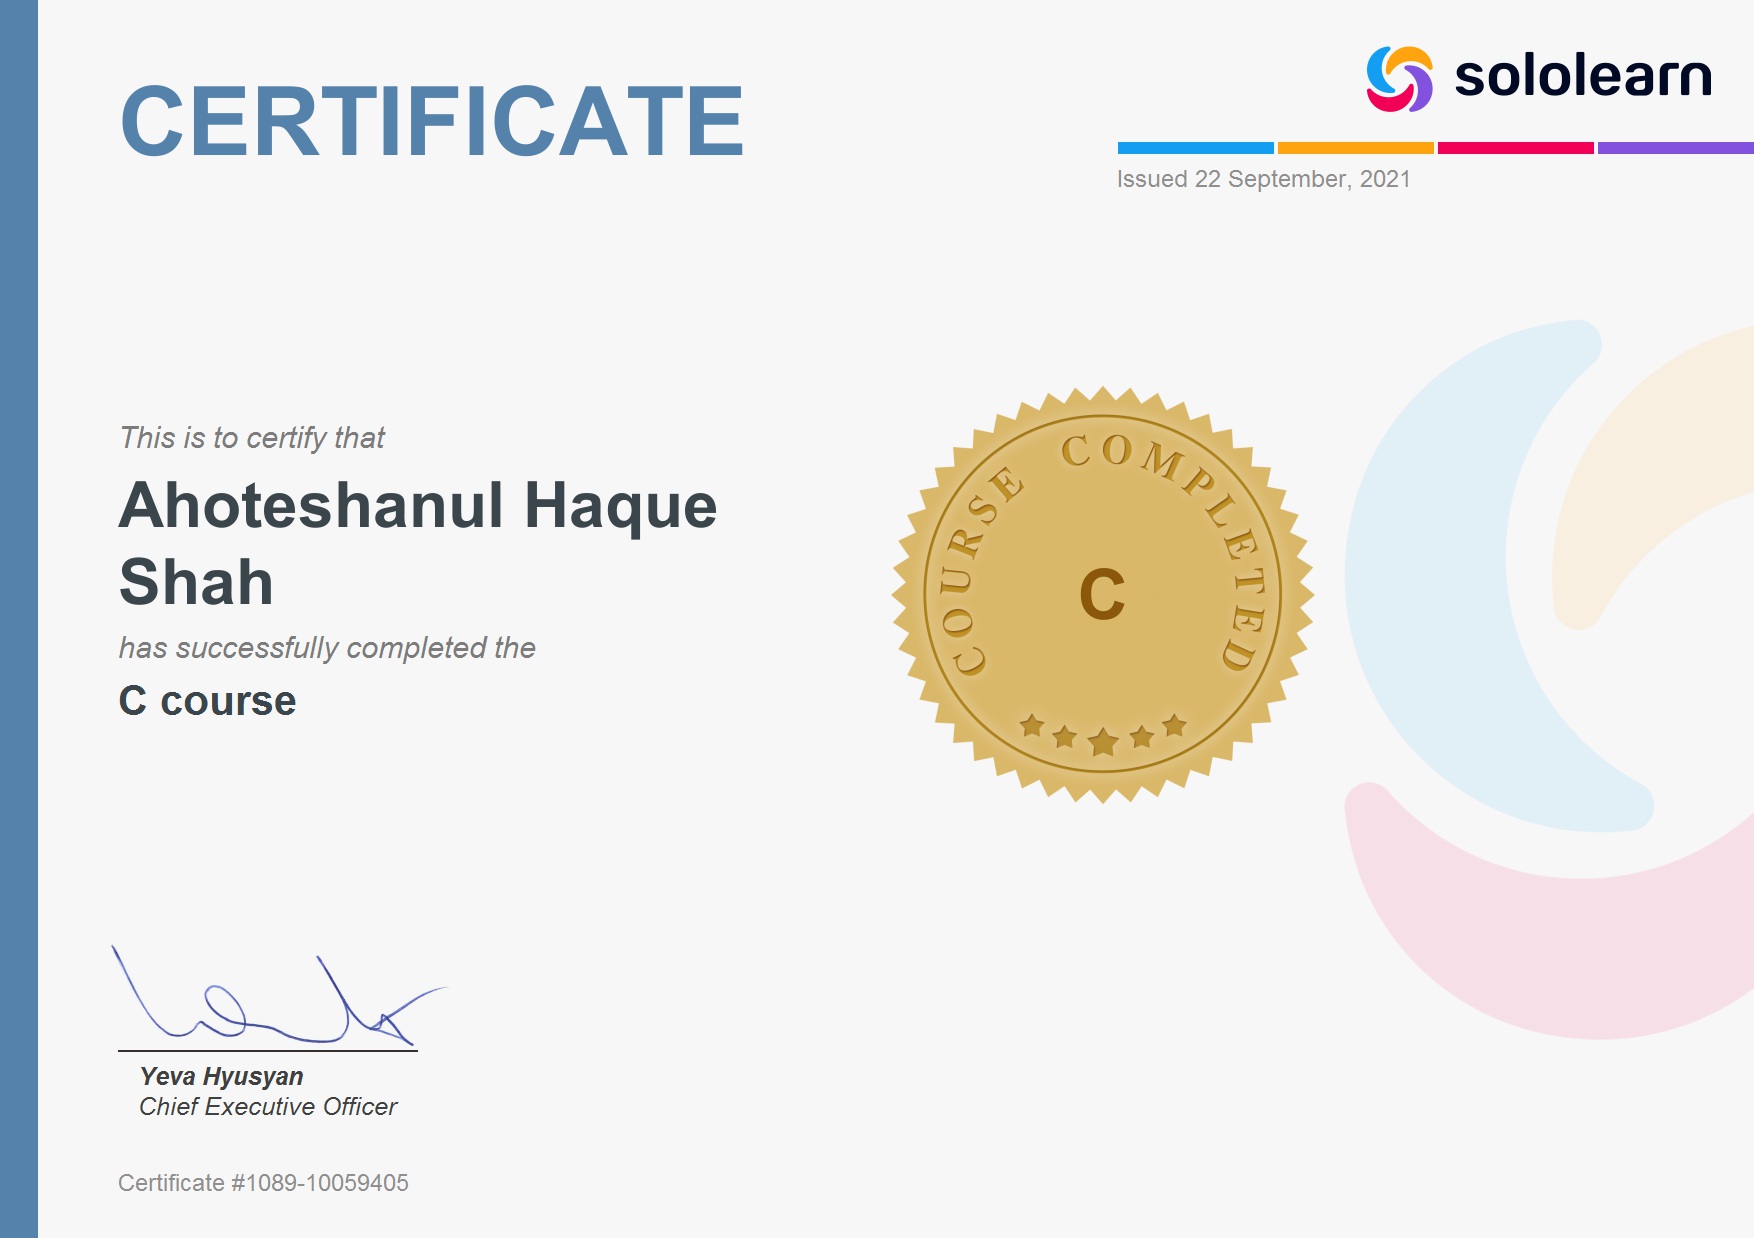 CERTIFICATE
sololearn
Issued 22 September, 2021
This is to certify that
Ahoteshanul Haque
Shah
has successfully completed the
C course
COURSE COMPLETED
C
Yeva Hyusyan
Chief Executive Officer
Certificate #1089-10059405